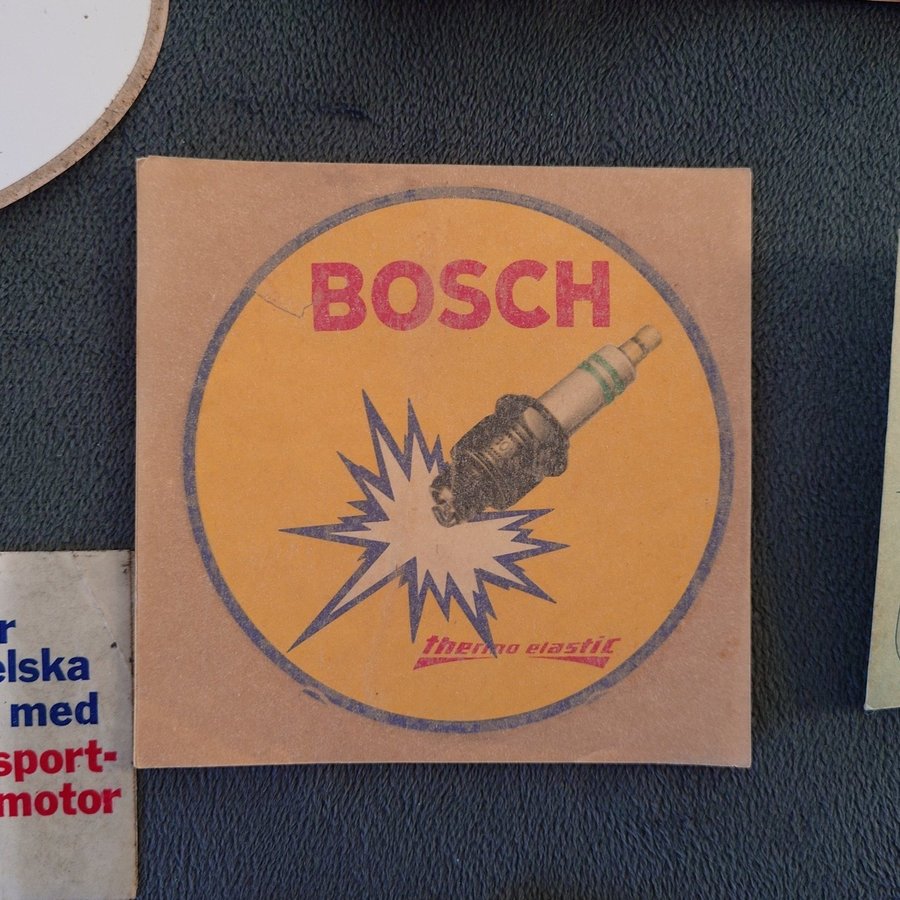 BOSCH
thermo elastic
r
elska
med
sport-
motor